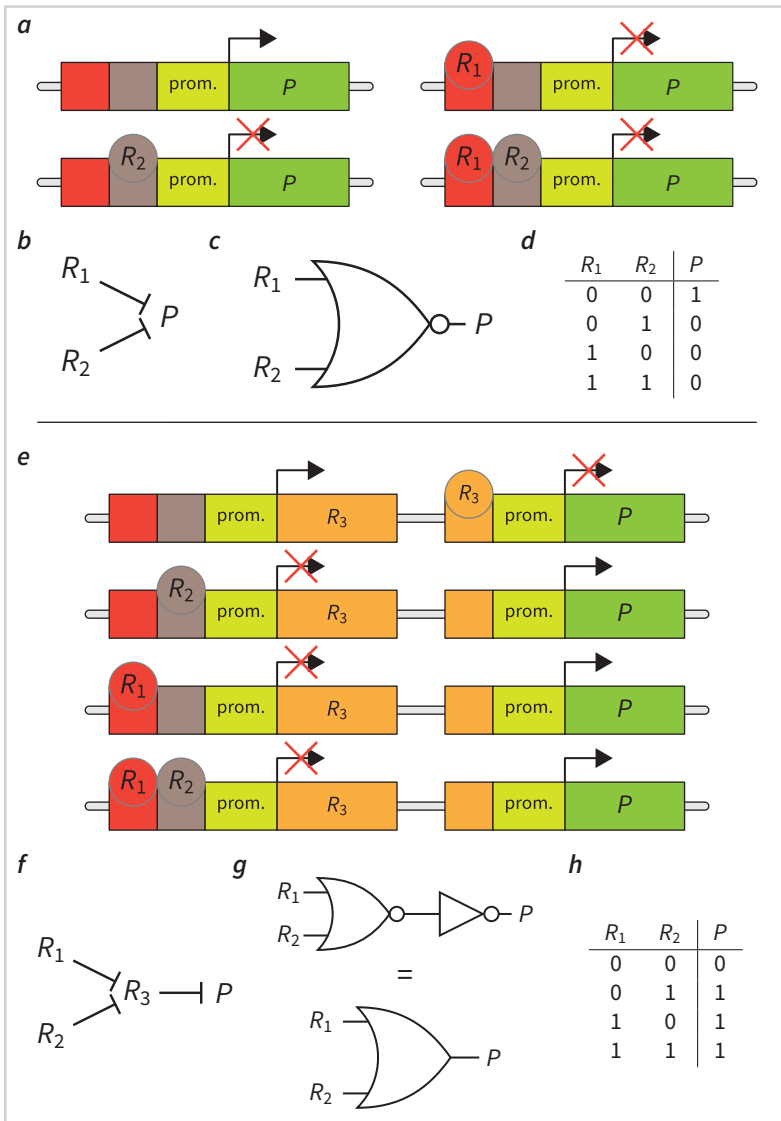 a
prom. P
R1 prom. P
R2 prom. P
R1 R2 prom. P
b c d
R1
P
R2
R1
P
R2
R1 R2 P
0 0 1
0 1 0
1 0 0
1 1 0
e
prom. R3 R3 prom. P
R2 prom. R3 prom. P
R1 prom. R3 prom. P
R1 R2 prom. R3 prom. P
f g h
R1
R3 P
R2
R1
P
R2
=
R1
P
R2
R1 R2 P
0 0 0
0 1 1
1 0 1
1 1 1